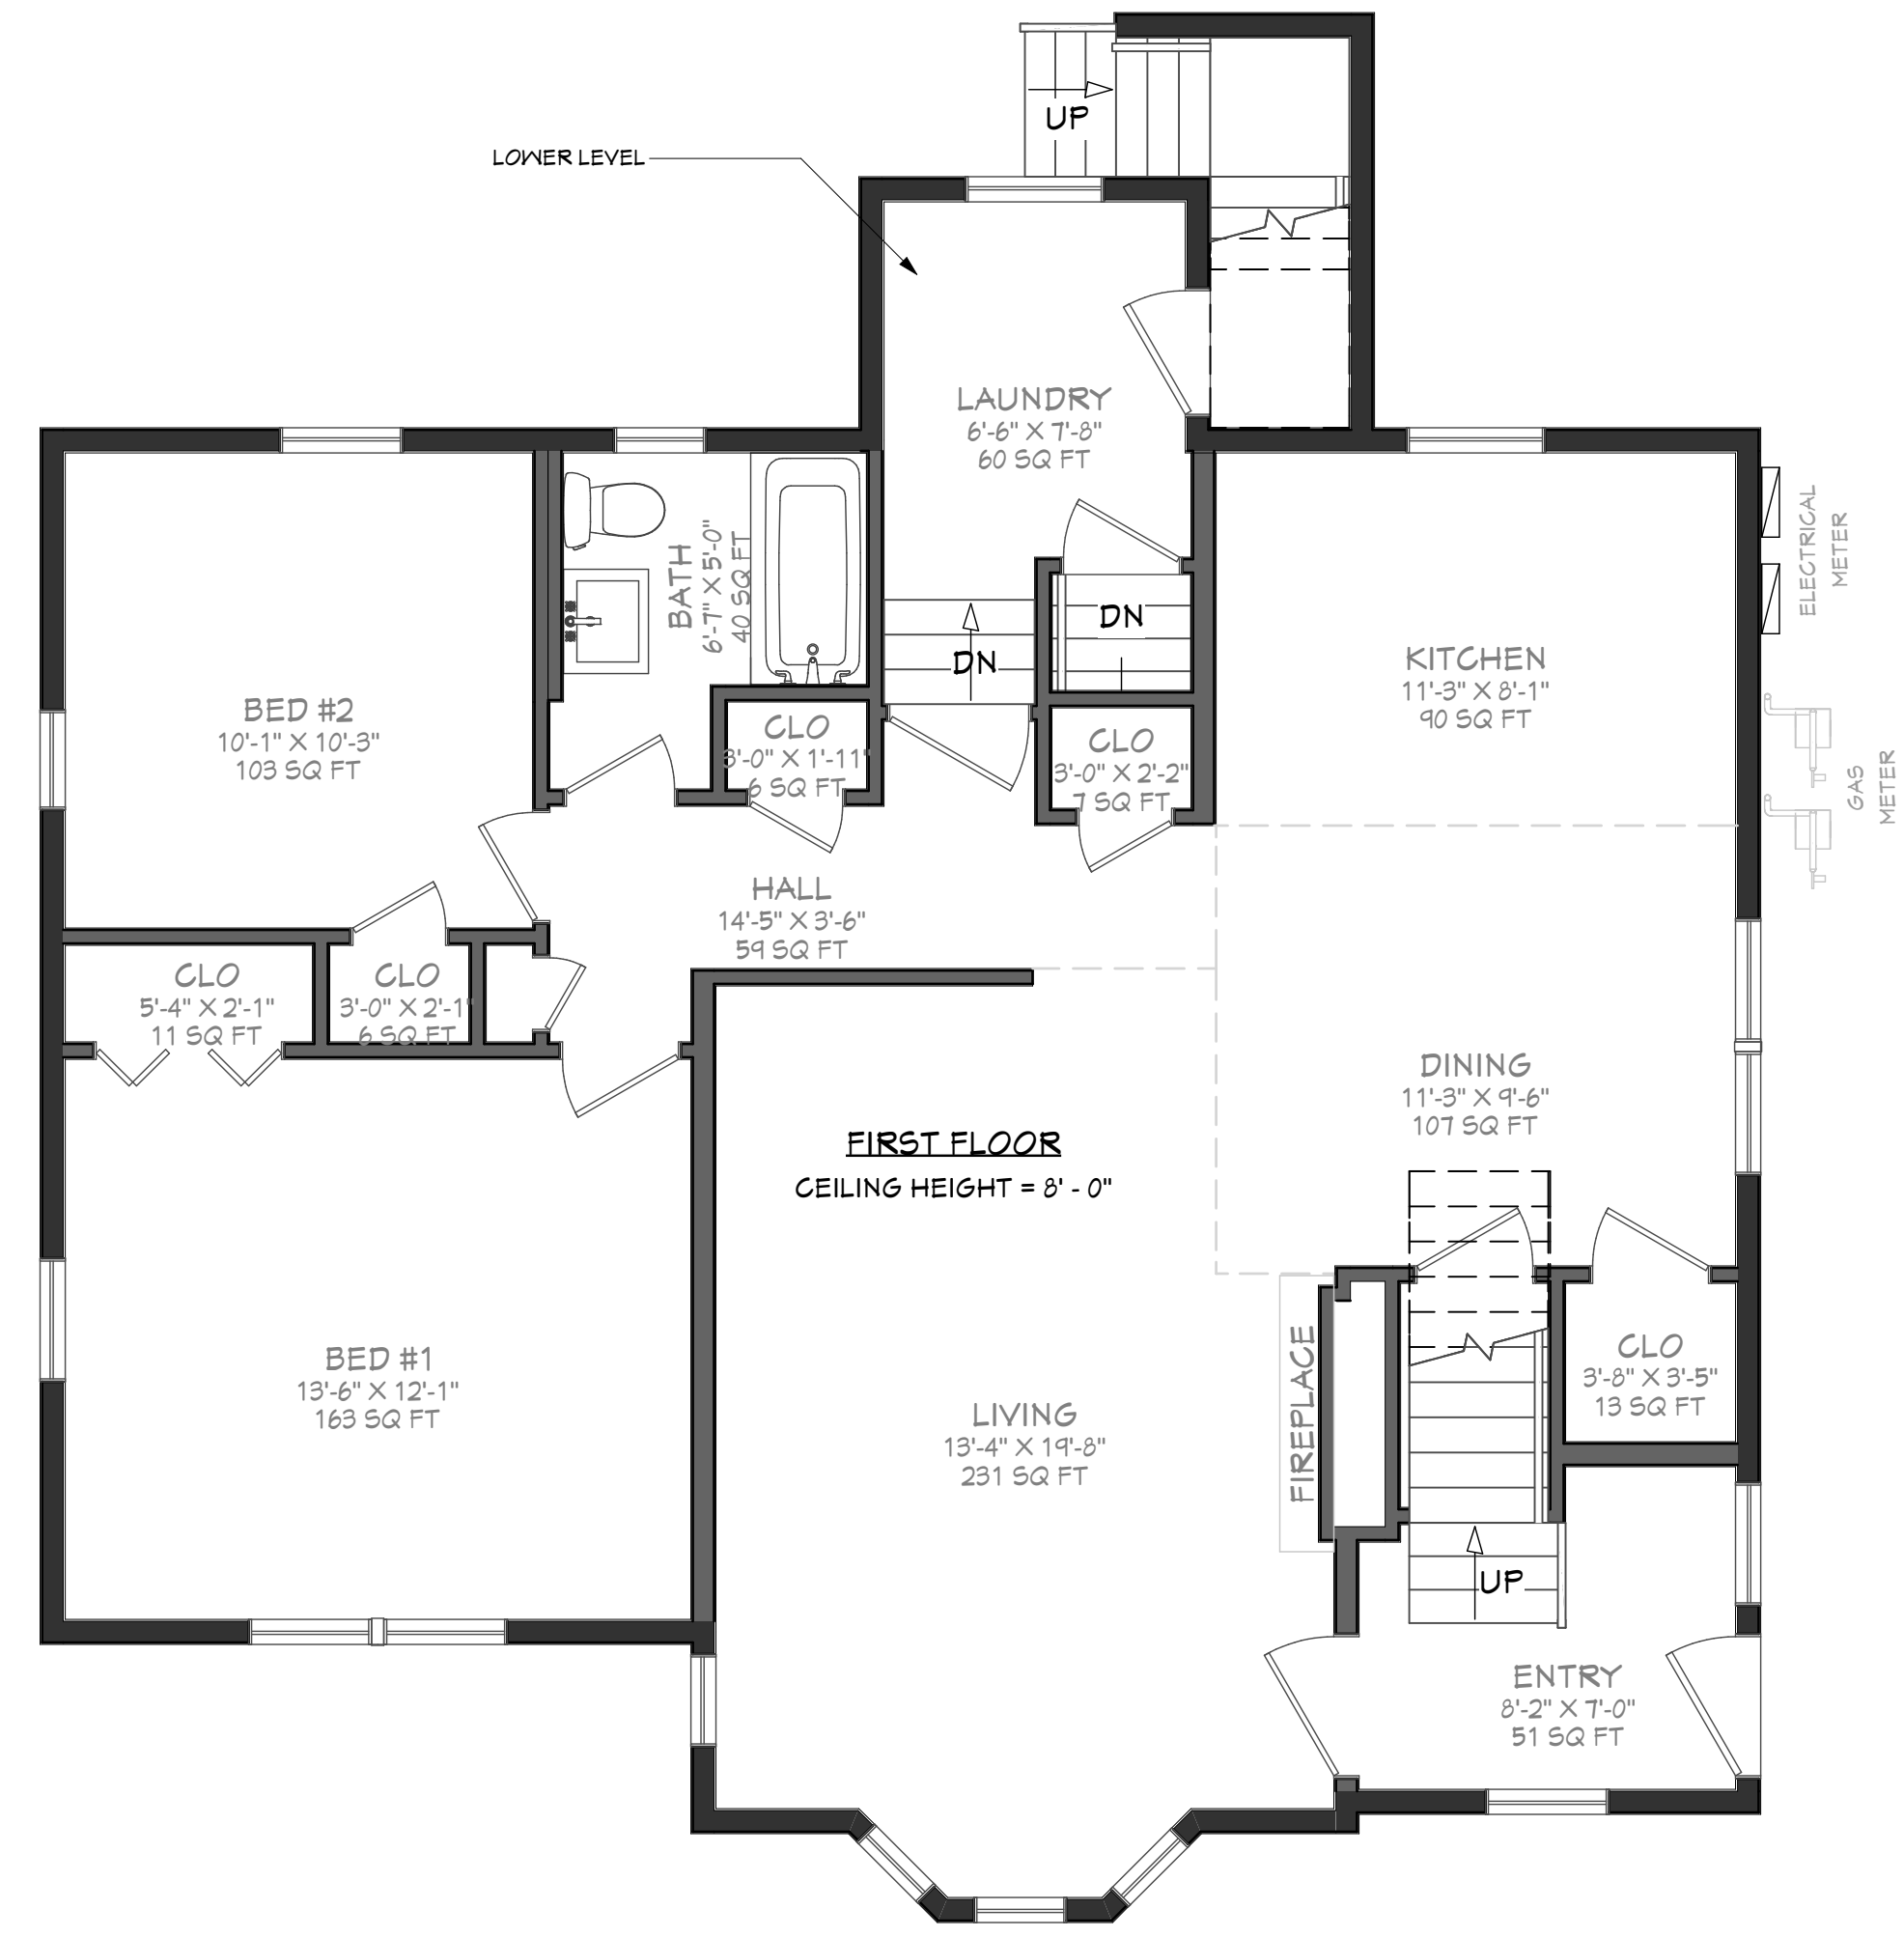 UP
LOWER LEVEL
LAUNDRY
6'-6" X 7'-8"
60 SQ FT
ELECTRICAL
METER
BATH
6'-7" X 5'-0"
40 SQ FT
DN
DN
KITCHEN
11'-3" X 8'-1"
90 SQ FT
BED #2
10'-1" X 10'-3"
103 SQ FT
CLO
3'-0" X 1'-11"
6 SQ FT
CLO
3'-0" X 2'-2"
7 SQ FT
GAS
METER
HALL
14'-5" X 3'-6"
59 SQ FT
CLO
5'-4" X 2'-1"
11 SQ FT
CLO
3'-0" X 2'-1"
6 SQ FT
DINING
11'-3" X 9'-6"
107 SQ FT
FIRST FLOOR
CEILING HEIGHT = 8' - 0"
BED #1
13'-6" X 12'-1"
163 SQ FT
LIVING
13'-4" X 19'-8"
231 SQ FT
FIREPLACE
CLO
3'-8" X 3'-5"
13 SQ FT
UP
ENTRY
8'-2" X 7'-0"
51 SQ FT